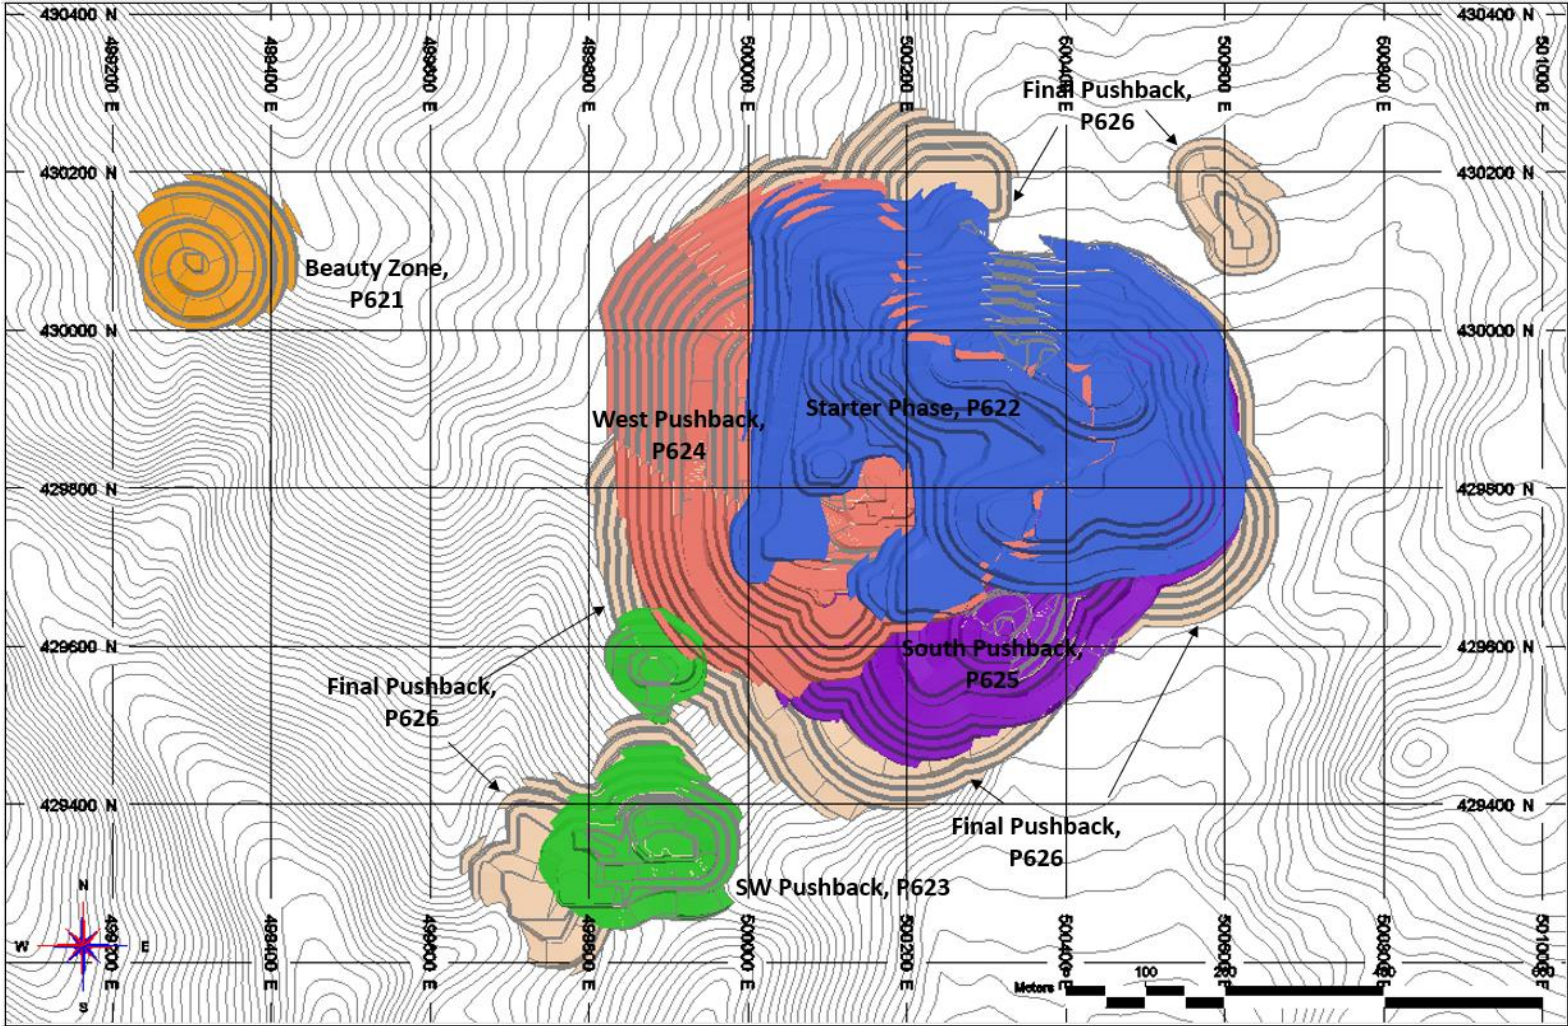 430400 N
430400 N
499200 E
499400 E
499600 E
499800 E
500000 E
500200 E
500400 E
500600 E
500800 E
501000 E
Final Pushback,
P626
430200 N
430200 N
Beauty Zone,
P621
430000 N
430000 N
West Pushback,
P624
Starter Phase, P622
429800 N
429800 N
429600 N
429600 N
South Pushback,
P625
Final Pushback,
P626
429400 N
429400 N
Final Pushback,
P626
SW Pushback, P623
N
W
E
S
499200 E
499400 E
499600 E
499800 E
500000 E
500200 E
500400 E
500600 E
500800 E
501000 E
Meters
100
200
400